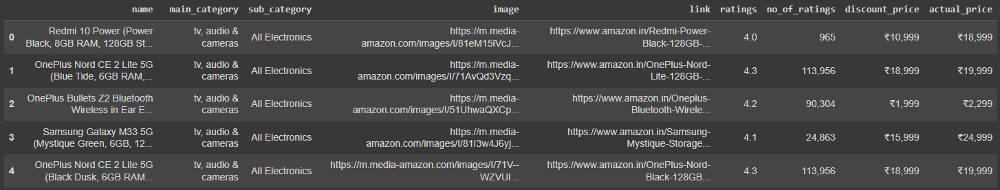 name main_category sub_category image link ratings no_of_ratings discount_price actual_price
0 Redmi 10 Power (Power Black, 8GB RAM, 128GB St... tv, audio & cameras All Electronics https://m.media-amazon.com/images/I/81eM15lVcJ... https://www.amazon.in/Redmi-Power-Black-128GB-... 4.0 965 ₹10,999 ₹18,999
1 OnePlus Nord CE 2 Lite 5G (Blue Tide, 6GB RAM,... tv, audio & cameras All Electronics https://m.media-amazon.com/images/I/71AvQd3Vzq... https://www.amazon.in/OnePlus-Nord-Lite-128GB-... 4.3 113,956 ₹18,999 ₹19,999
2 OnePlus Bullets Z2 Bluetooth Wireless in Ear E... tv, audio & cameras All Electronics https://m.media-amazon.com/images/I/51UhwaQXCp... https://www.amazon.in/Oneplus-Bluetooth-Wirele... 4.2 90,304 ₹1,999 ₹2,299
3 Samsung Galaxy M33 5G (Mystique Green, 6GB, 12... tv, audio & cameras All Electronics https://m.media-amazon.com/images/I/81I3w4J6yj... https://www.amazon.in/Samsung-Mystique-Storage... 4.1 24,863 ₹15,999 ₹24,999
4 OnePlus Nord CE 2 Lite 5G (Black Dusk, 6GB RAM... tv, audio & cameras All Electronics https://m.media-amazon.com/images/I/71V--WZVUI... https://www.amazon.in/OnePlus-Nord-Black-128GB... 4.3 113,956 ₹18,999 ₹19,999